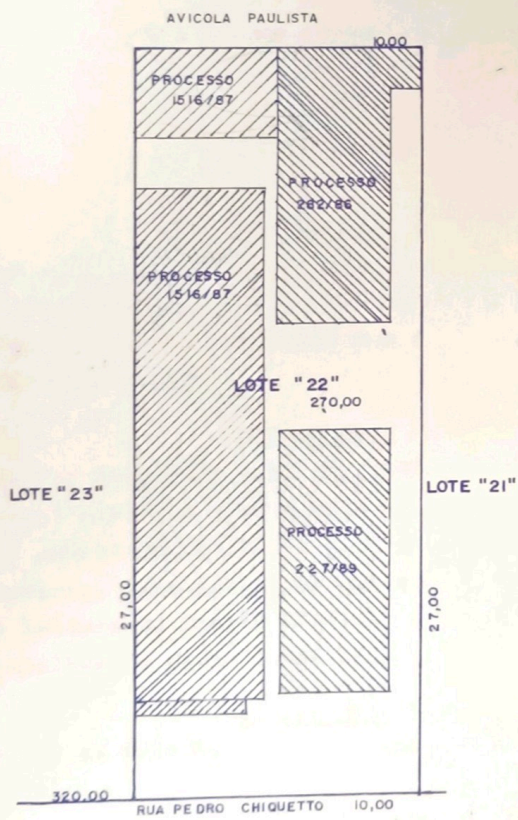 AVICOLA PAULISTA
10.00
PROCESSO
1516/87
PROCESSO
282/86
PROCESSO
1516/87
LOTE "22"
270,00
LOTE "23"
LOTE "21"
PROCESSO
227/89
27,00
27,00
320.00
RUA PEDRO CHIQUETTO 10,00